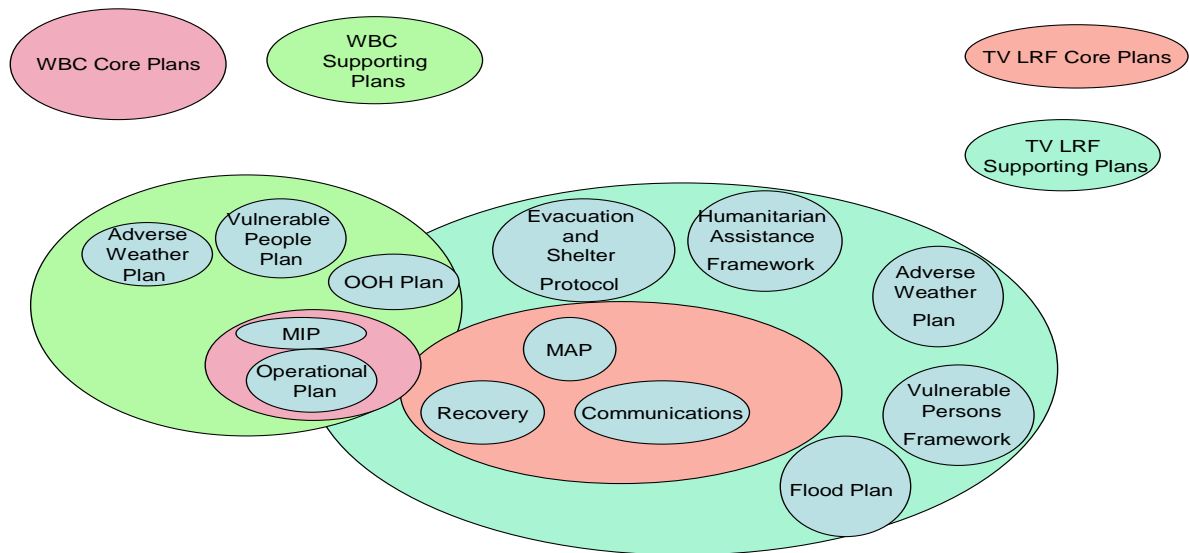 WBC Core Plans
WBC
Supporting
Plans
TV LRF Core Plans
TV LRF
Supporting Plans
Adverse
Weather
Plan
Vulnerable
People
Plan
OOH Plan
MIP
Operational
Plan
Evacuation
and
Shelter
Protocol
Humanitarian
Assistance
Framework
Adverse
Weather
Plan
MAP
Recovery
Communications
Vulnerable
Persons
Framework
Flood Plan